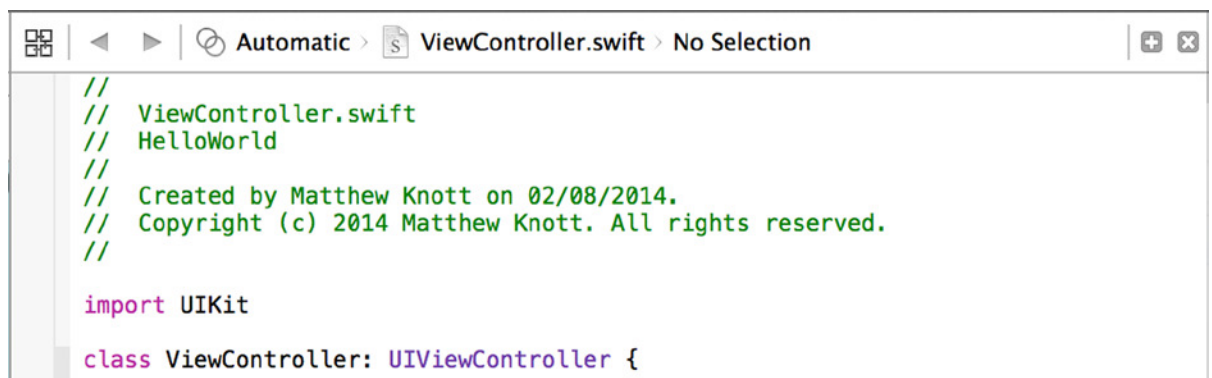 Automatic › ViewController.swift › No Selection
//
// ViewController.swift
// HelloWorld
//
// Created by Matthew Knott on 02/08/2014.
// Copyright (c) 2014 Matthew Knott. All rights reserved.
//
import UIKit
class ViewController: UIViewController {